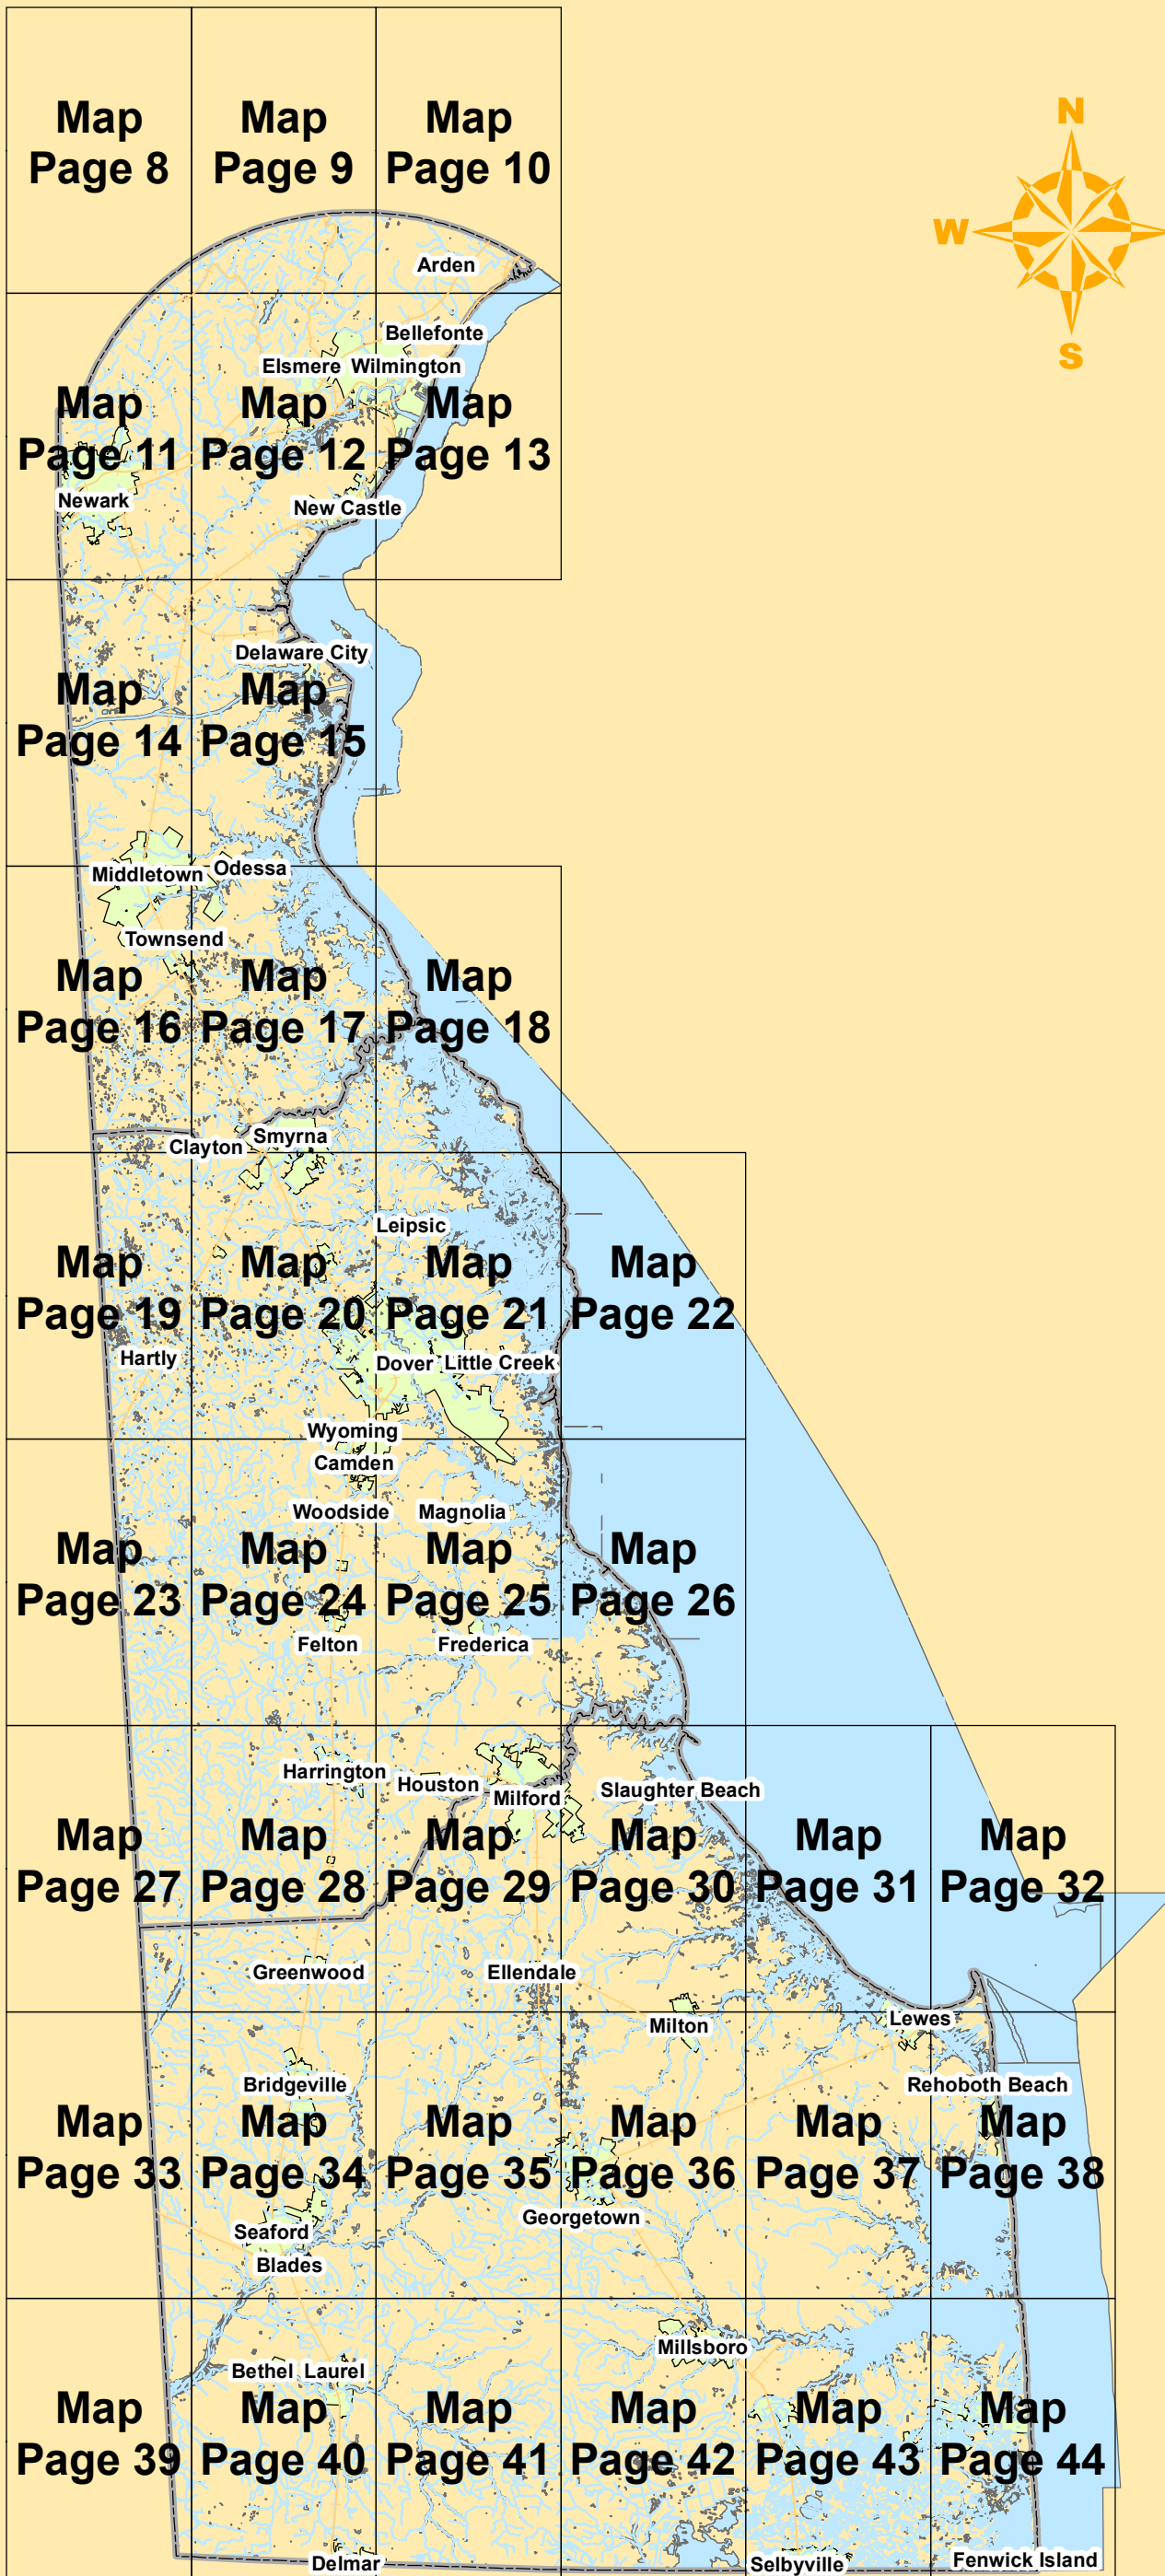 N
W
S
Map
Page 8
Map
Page 9
Map
Page 10
Arden
Bellefonte
Elsmere
Wilmington
Map
Page 11
Map
Page 12
Map
Page 13
Newark
New Castle
Delaware City
Map
Page 14
Map
Page 15
Middletown
Odessa
Townsend
Map
Page 16
Map
Page 17
Map
Page 18
Clayton
Smyrna
Leipsic
Map
Page 19
Map
Page 20
Map
Page 21
Map
Page 22
Hartly
Dover
Little Creek
Wyoming
Camden
Woodside
Magnolia
Map
Page 23
Map
Page 24
Map
Page 25
Map
Page 26
Felton
Frederica
Harrington
Houston
Milford
Slaughter Beach
Map
Page 27
Map
Page 28
Map
Page 29
Map
Page 30
Map
Page 31
Map
Page 32
Greenwood
Ellendale
Milton
Lewes
Bridgeville
Rehoboth Beach
Map
Page 33
Map
Page 34
Map
Page 35
Map
Page 36
Map
Page 37
Map
Page 38
Georgetown
Seaford
Blades
Millsboro
Bethel
Laurel
Map
Page 39
Map
Page 40
Map
Page 41
Map
Page 42
Map
Page 43
Map
Page 44
Delmar
Selbyville
Fenwick Island